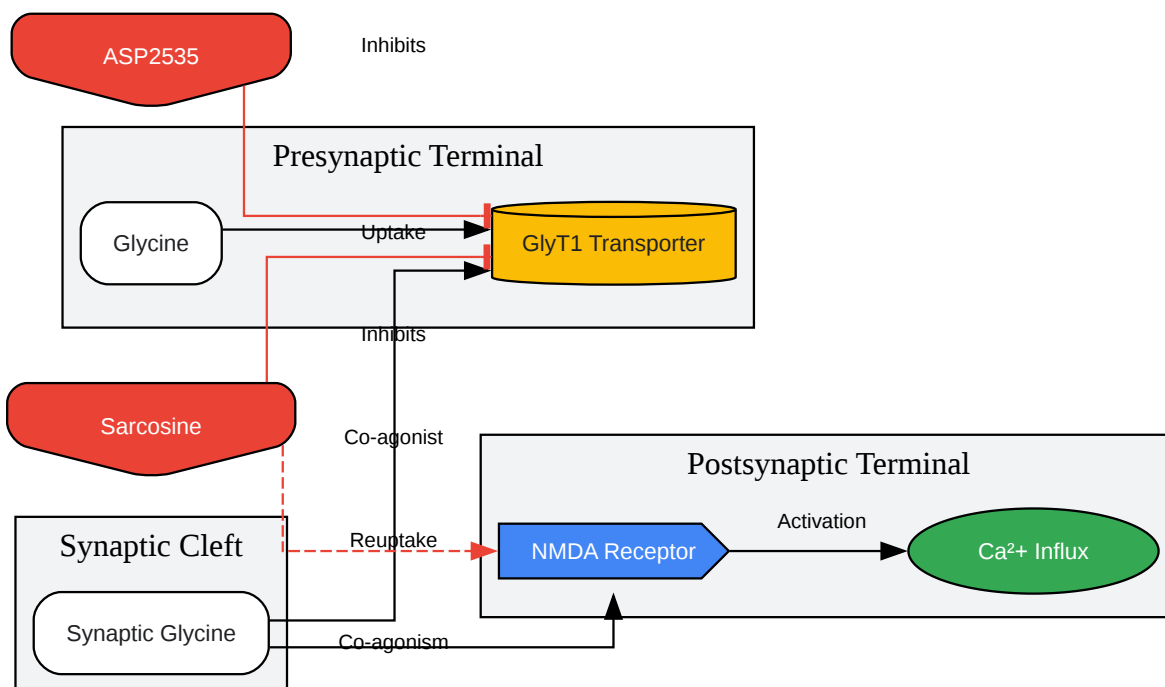 Inhibits
ASP2535
Presynaptic Terminal
Glycine
Uptake
GlyT1 Transporter
Inhibits
Sarcosine
Co-agonist
Postsynaptic Terminal
Activation
Synaptic Cleft
Reuptake
NMDA Receptor
Ca²+ Influx
Synaptic Glycine
Co-agonism